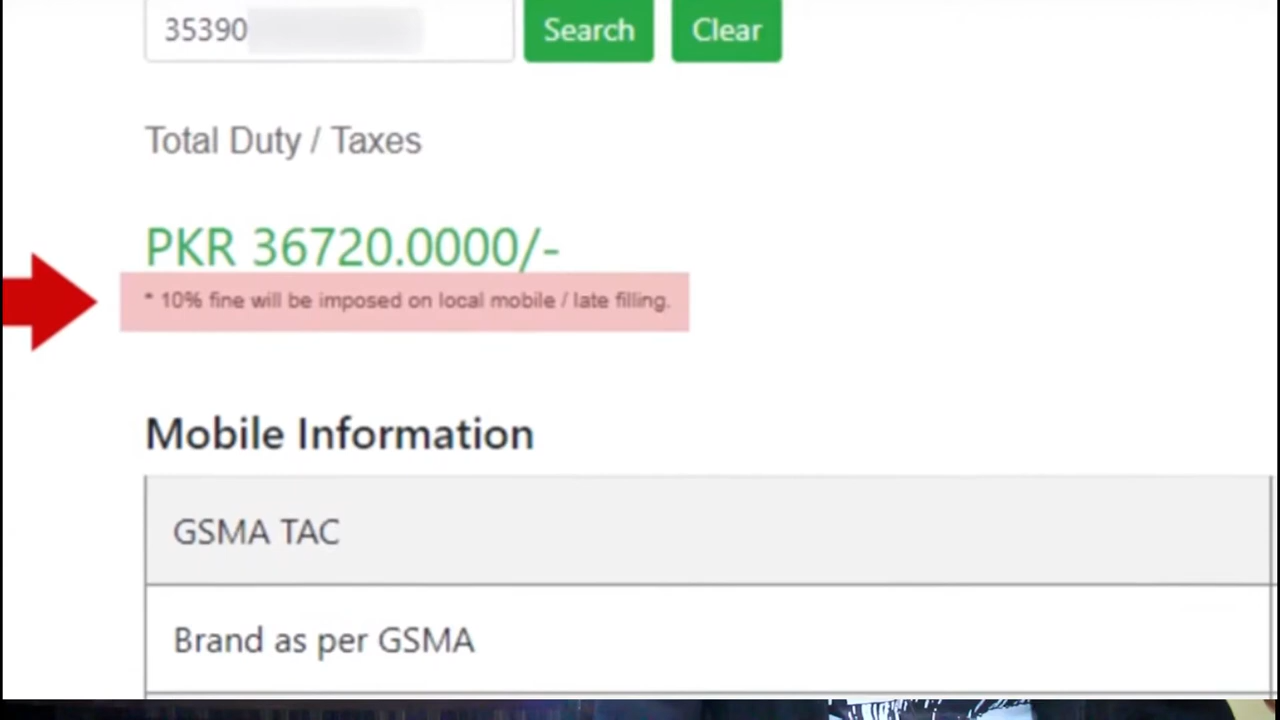 35390
Search
Clear
Total Duty / Taxes
PKR 36720.0000/-
* 10% fine will be imposed on local mobile / late filling.
Mobile Information
GSMA TAC
Brand as per GSMA